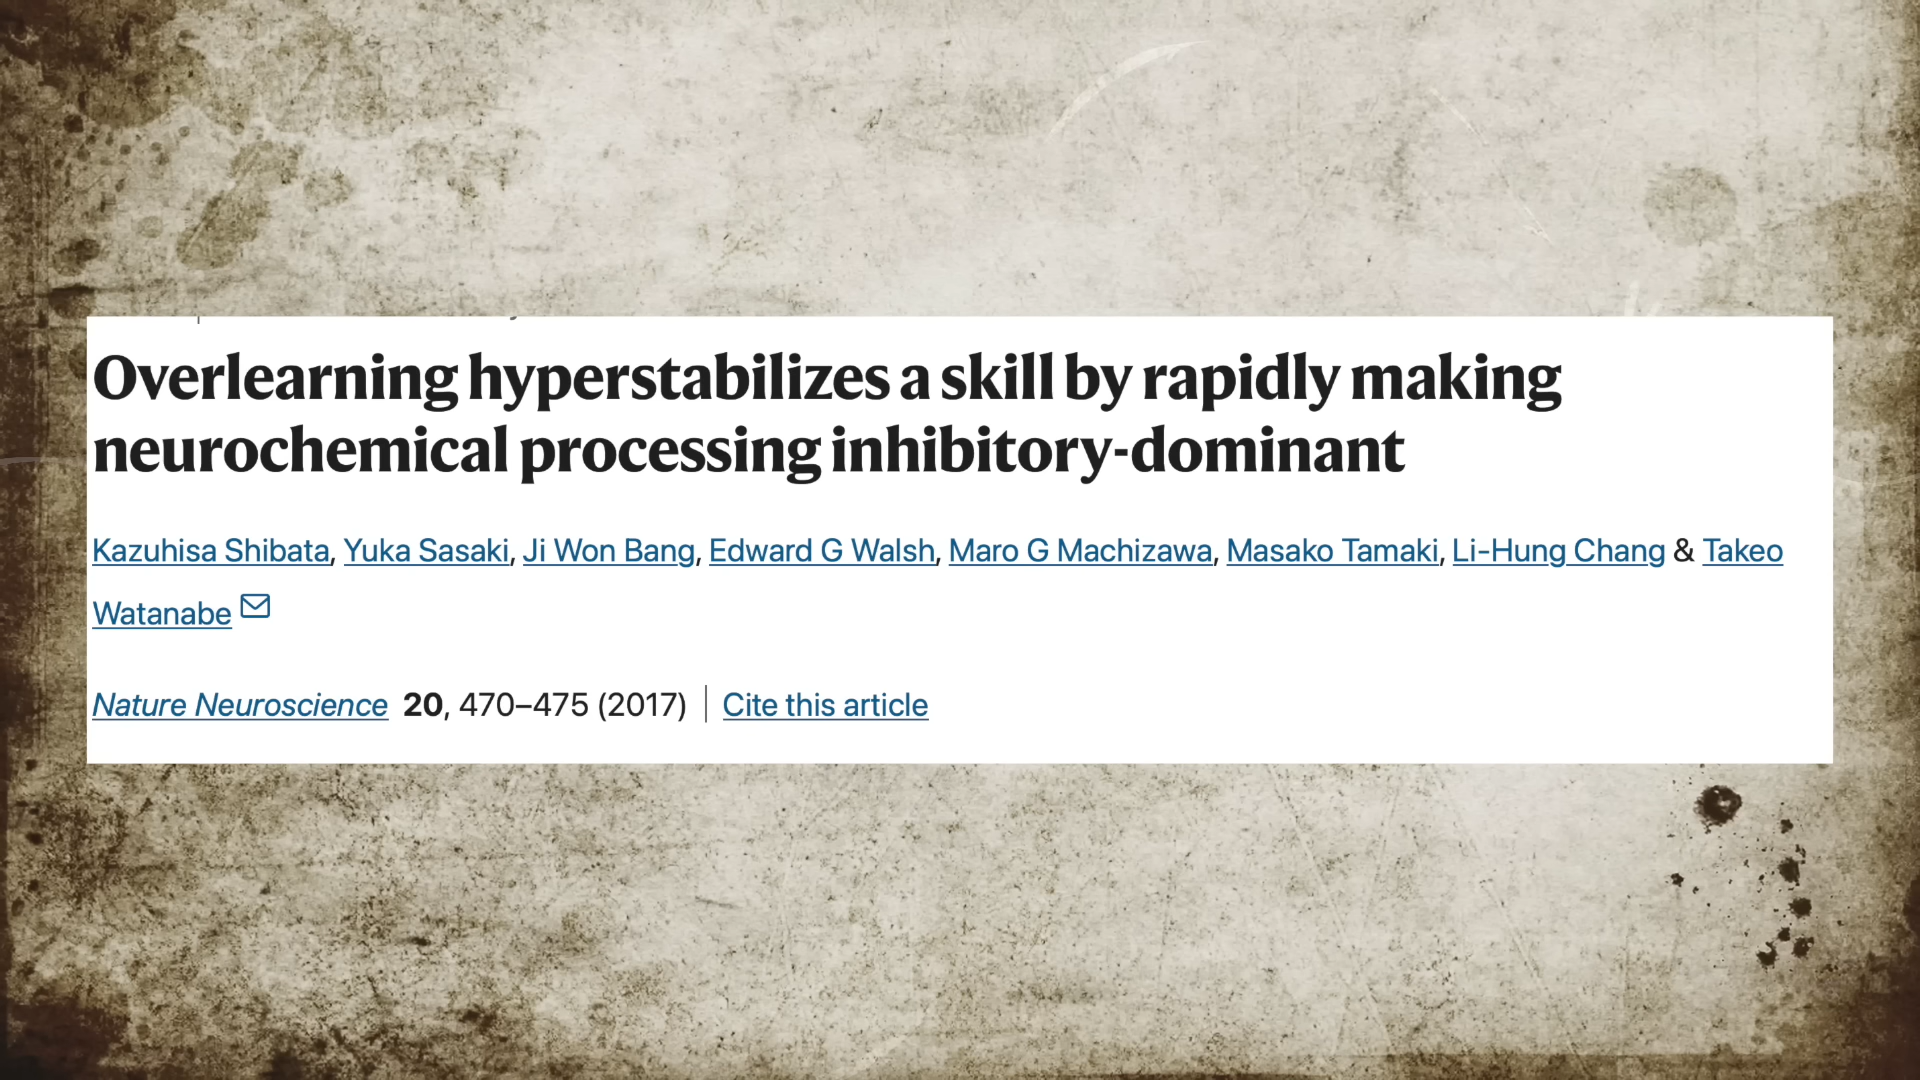 Overlearning hyperstabilizes a skill by rapidly making
neurochemical processing inhibitory-dominant
Kazuhisa Shibata, Yuka Sasaki, Ji Won Bang, Edward G Walsh, Maro G Machizawa, Masako Tamaki, Li-Hung Chang & Takeo
Watanabe
Nature Neuroscience 20, 470–475 (2017) | Cite this article